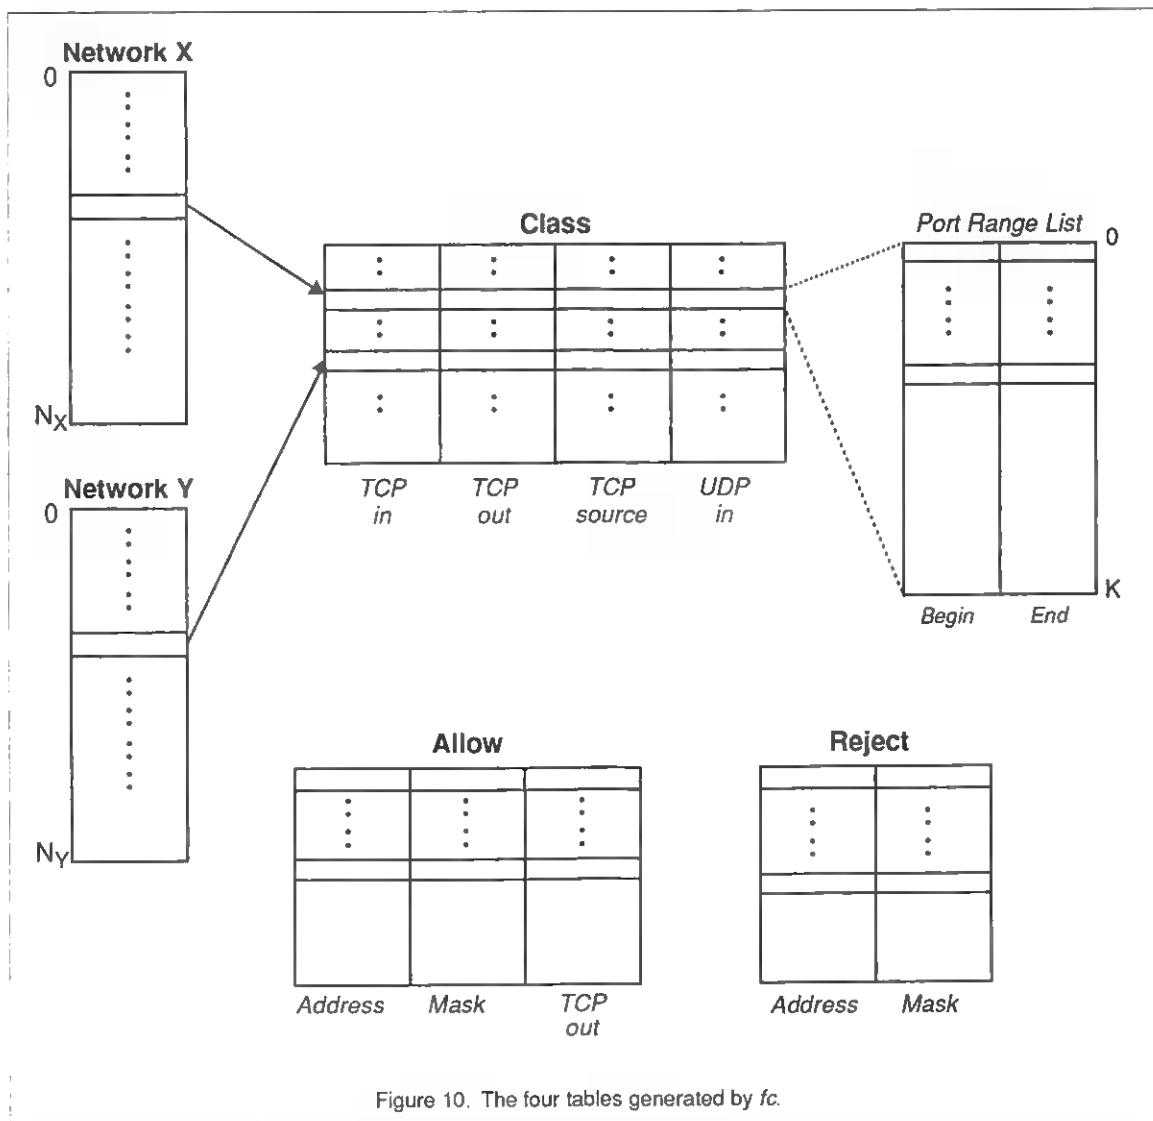 Network X
0
N_X
Network Y
0
N_Y
Class
TCP in
TCP out
TCP source
UDP in
Port Range List
0
K
Begin
End
Allow
Address
Mask
TCP out
Reject
Address
Mask
Figure 10. The four tables generated by fc.